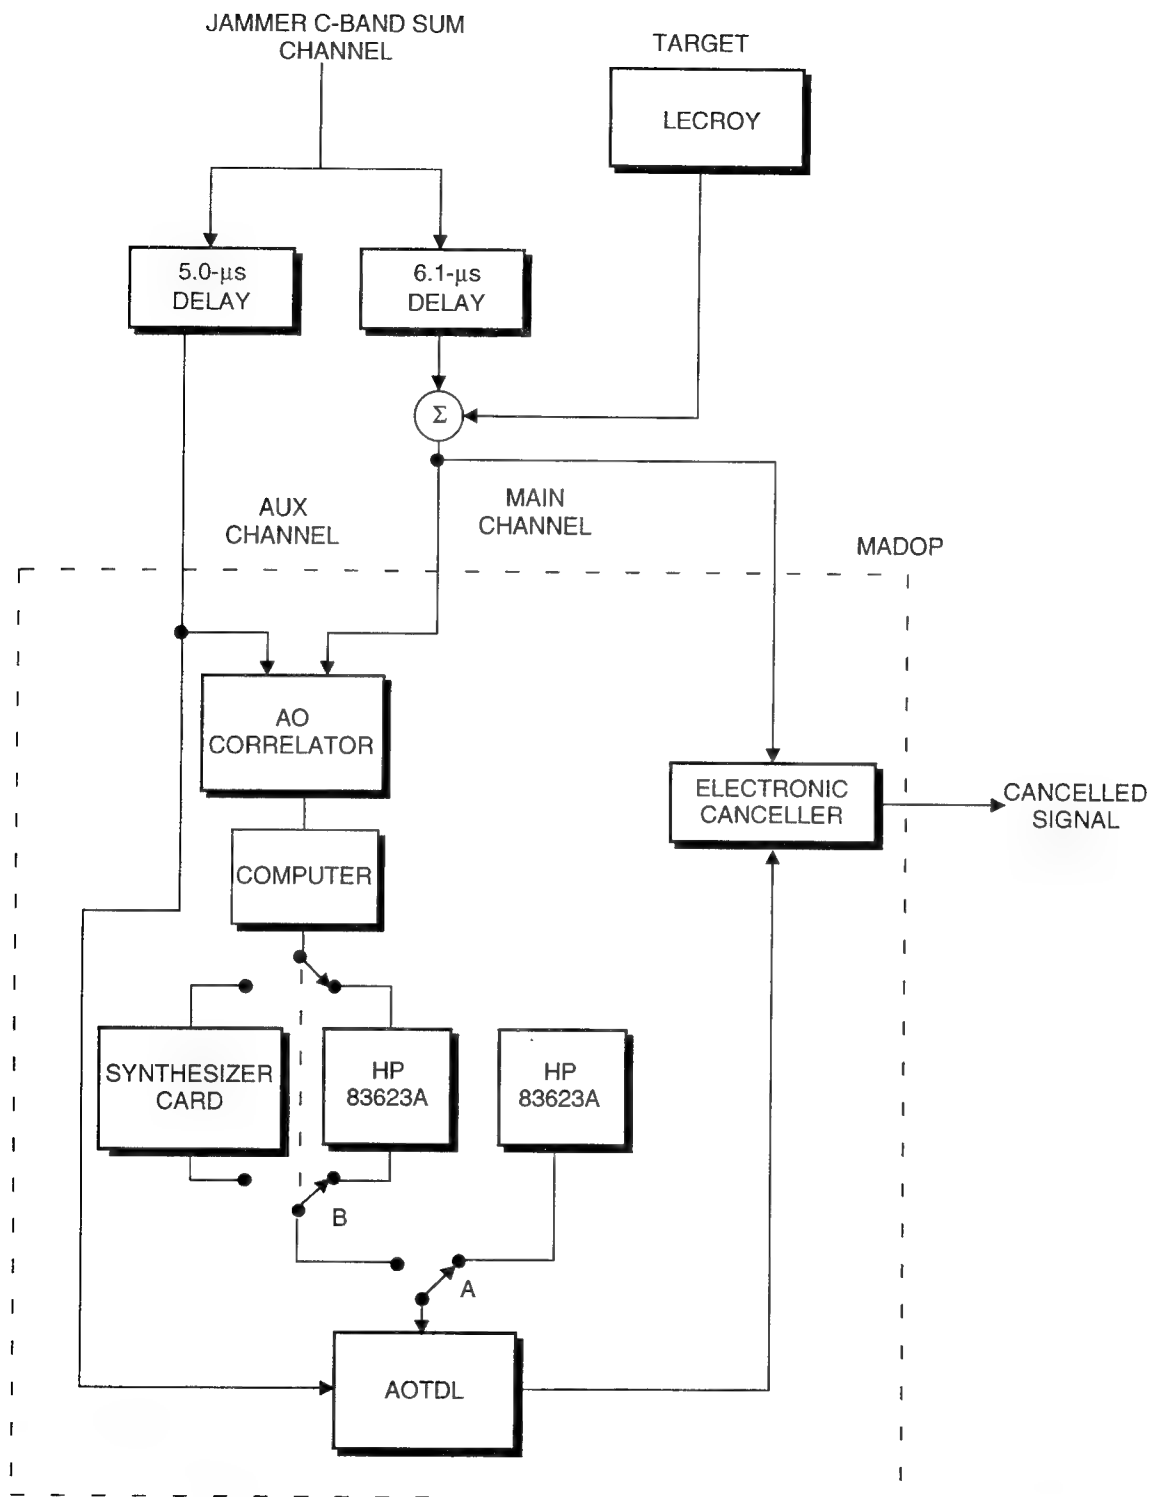 JAMMER C-BAND SUM
CHANNEL
TARGET
LECROY
5.0-μs
DELAY
6.1-μs
DELAY
Σ
AUX
CHANNEL
MAIN
CHANNEL
MADOP
AO
CORRELATOR
ELECTRONIC
CANCELLER
CANCELLED
SIGNAL
COMPUTER
SYNTHESIZER
CARD
HP
83623A
HP
83623A
B
A
AOTDL